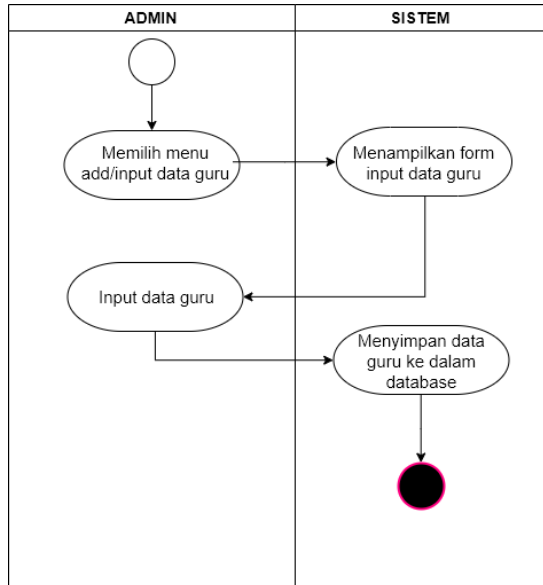 ADMIN
SISTEM
Memilih menu
add/input data guru
Menampilkan form
input data guru
Input data guru
Menyimpan data
guru ke dalam
database